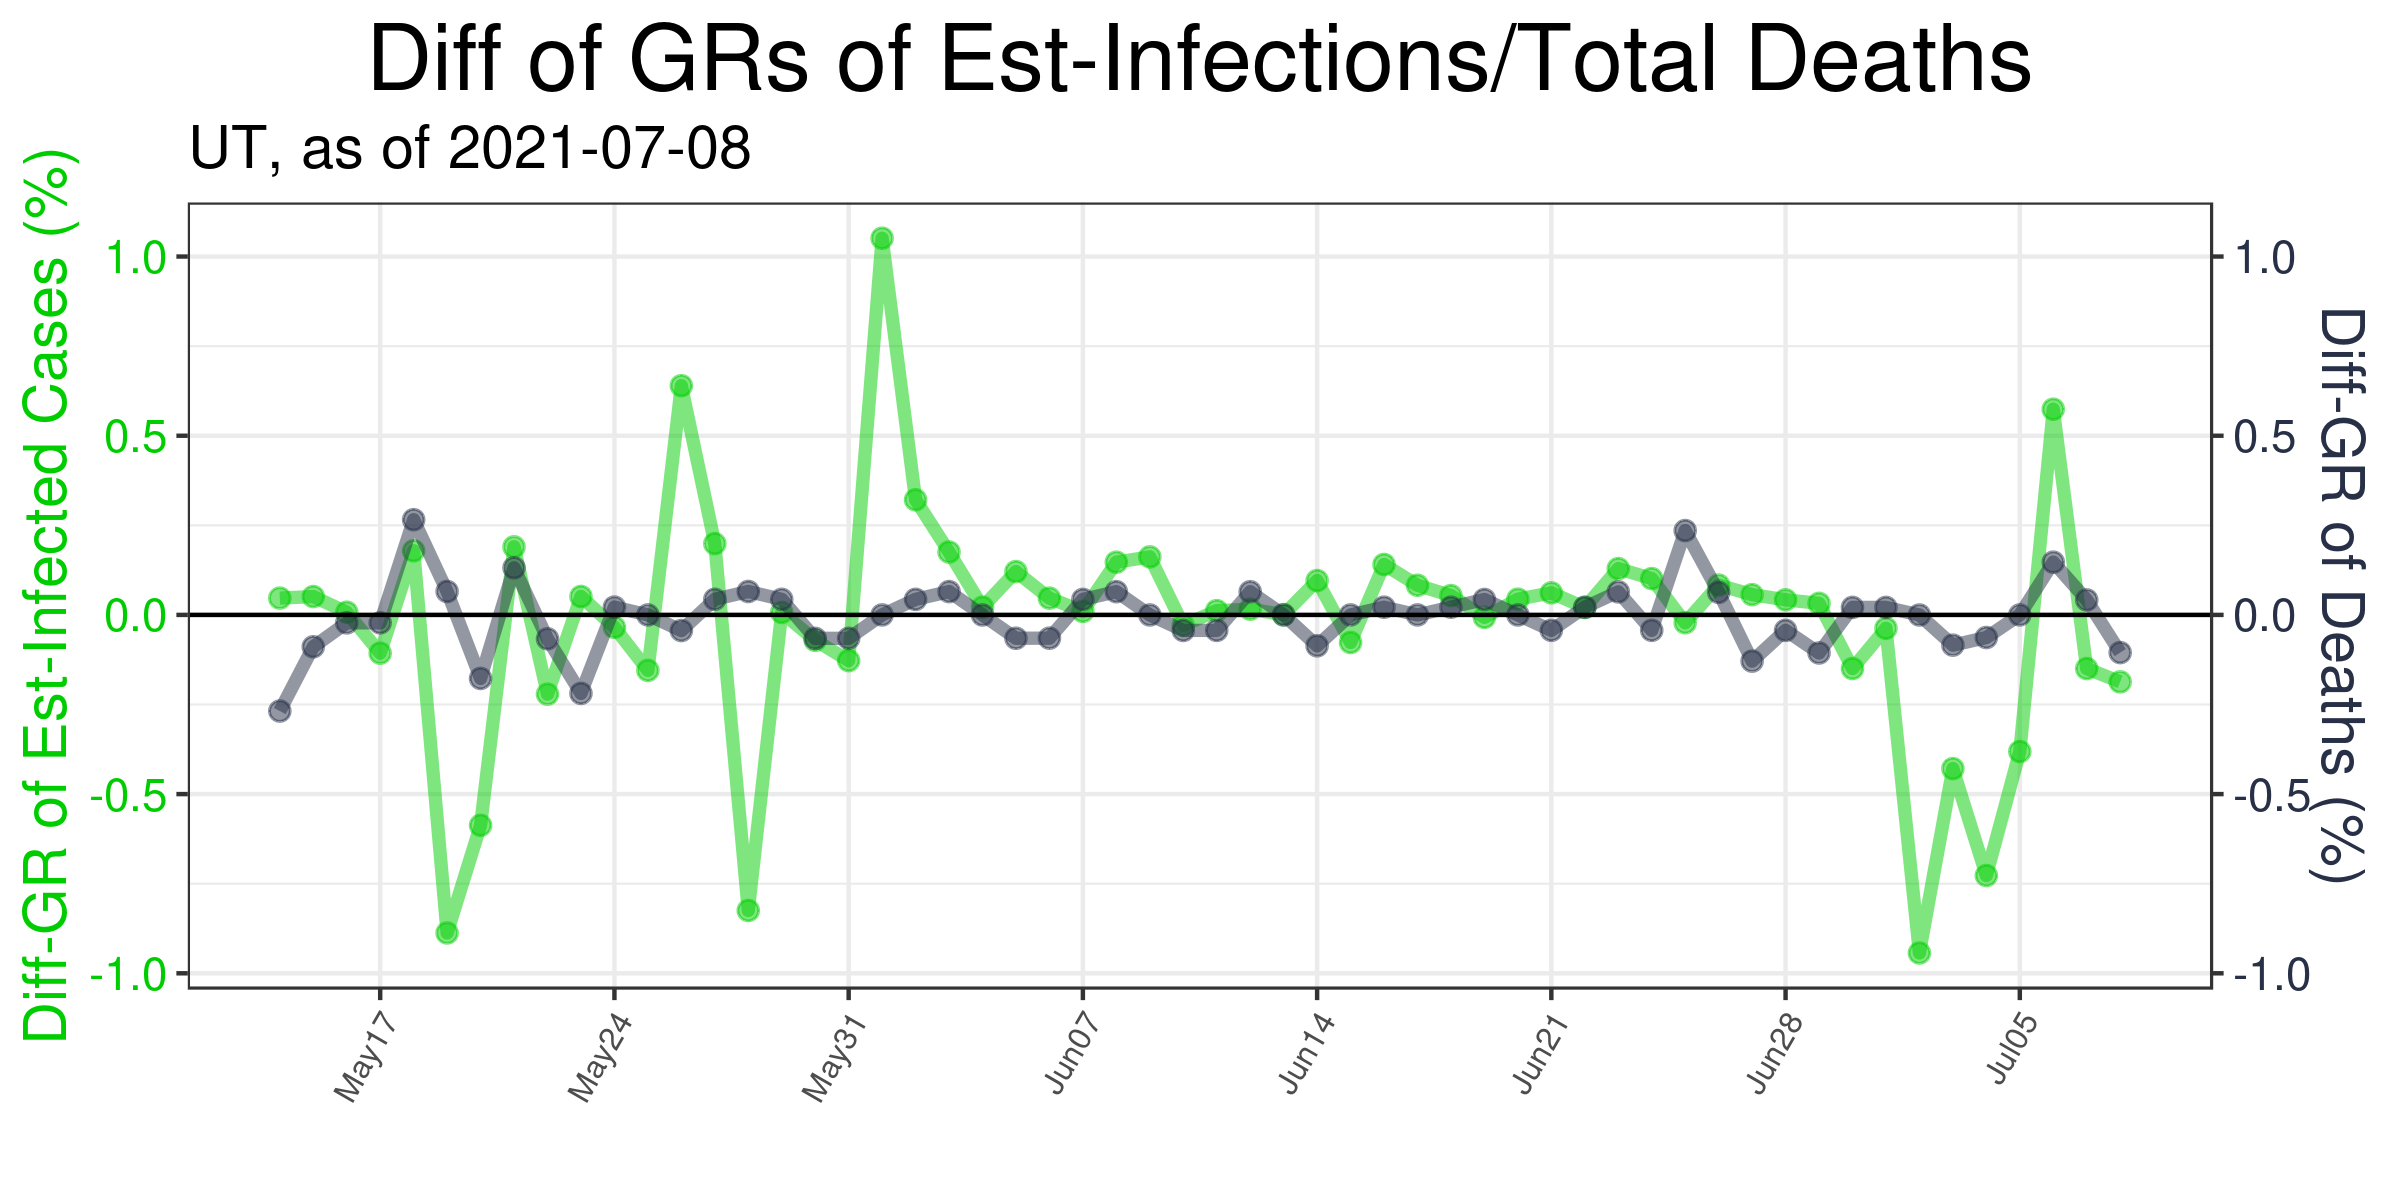 Diff of GRs of Est-Infections/Total Deaths
UT, as of 2021-07-08
Diff-GR of Est-Infected Cases (%)
1.0
0.5
0.0
-0.5
-1.0
1.0
0.5
0.0
-0.5
-1.0
Diff-GR of Deaths (%)
May17
May24
May31
Jun07
Jun14
Jun21
Jun28
Jul05